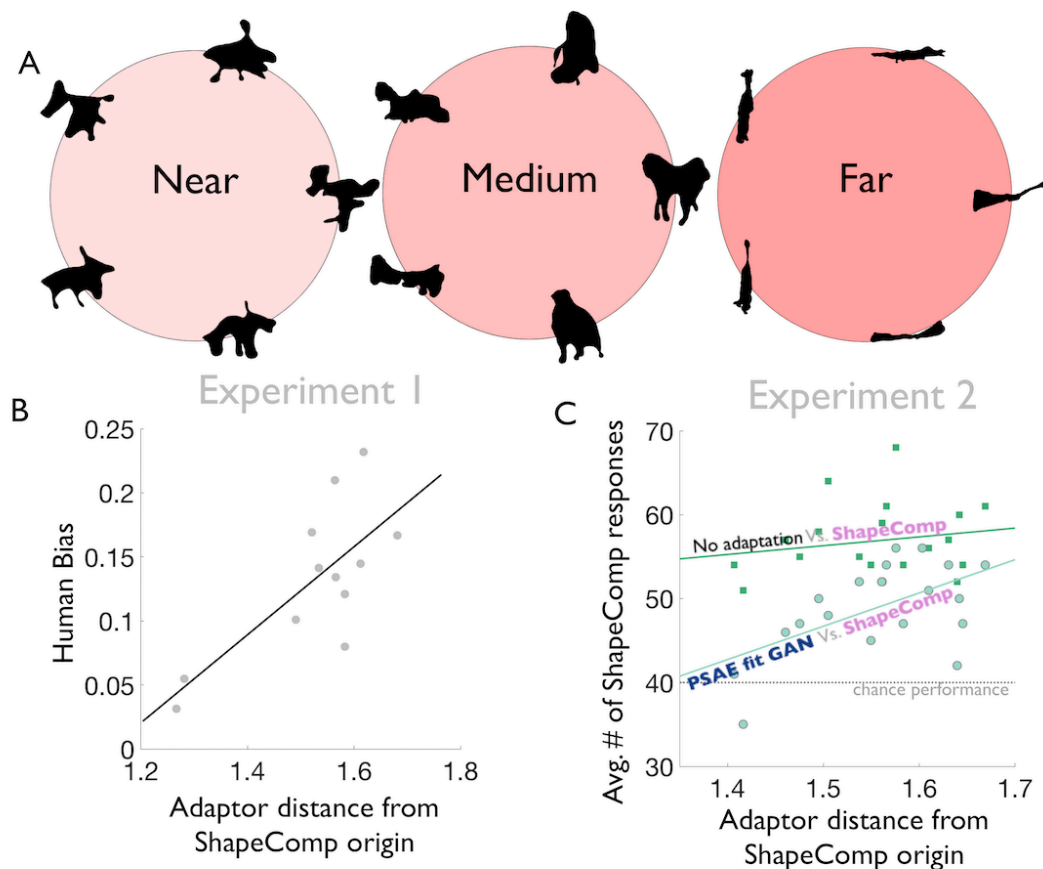 A
Near
Medium
Far
Experiment 1
B
0.25
0.2
0.15
0.1
0.05
0
Human Bias
1.2
1.4
1.6
1.8
Adaptor distance from
ShapeComp origin
Experiment 2
C
70
60
50
40
30
Avg. # of ShapeComp responses
No adaptation Vs. ShapeComp
PSAE fit GAN Vs. ShapeComp
chance performance
1.4
1.5
1.6
1.7
Adaptor distance from
ShapeComp origin